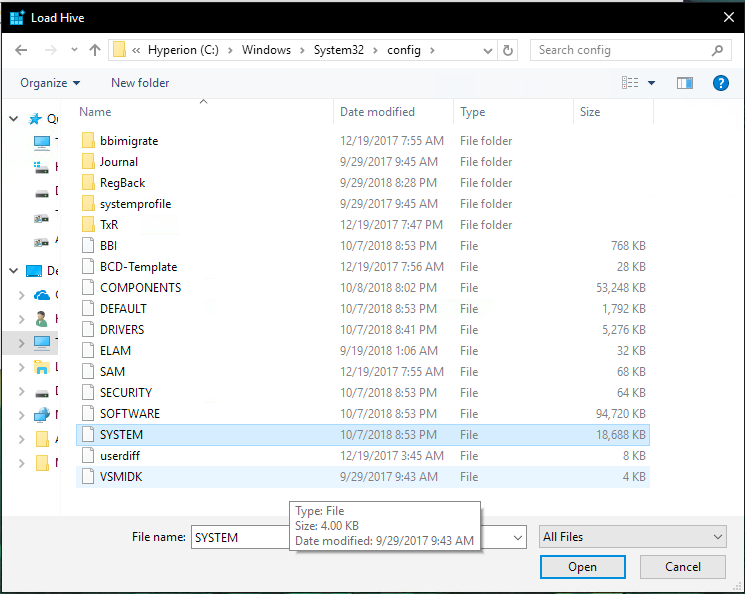 Load Hive
« Hyperion (C:) > Windows > System32 > config >
Search config
Organize
New folder
?
Name Date modified Type Size
bbimigrate 12/19/2017 7:55 AM File folder
Journal 9/29/2017 9:45 AM File folder
RegBack 9/29/2018 8:28 PM File folder
systemprofile 9/29/2017 9:45 AM File folder
TxR 12/19/2017 7:47 PM File folder
BBI 10/7/2018 8:53 PM File 768 KB
BCD-Template 12/19/2017 7:56 AM File 28 KB
COMPONENTS 10/8/2018 8:02 PM File 53,248 KB
DEFAULT 10/7/2018 8:53 PM File 1,792 KB
DRIVERS 10/7/2018 8:41 PM File 5,276 KB
ELAM 9/19/2018 1:06 AM File 32 KB
SAM 12/19/2017 7:55 AM File 68 KB
SECURITY 10/7/2018 8:53 PM File 64 KB
SOFTWARE 10/7/2018 8:53 PM File 94,720 KB
SYSTEM 10/7/2018 8:53 PM File 18,688 KB
userdiff 12/19/2017 3:45 AM File 8 KB
VSMIDK 9/29/2017 9:43 AM File 4 KB
Type: File
Size: 4.00 KB
Date modified: 9/29/2017 9:43 AM
File name: SYSTEM
All Files
Open
Cancel